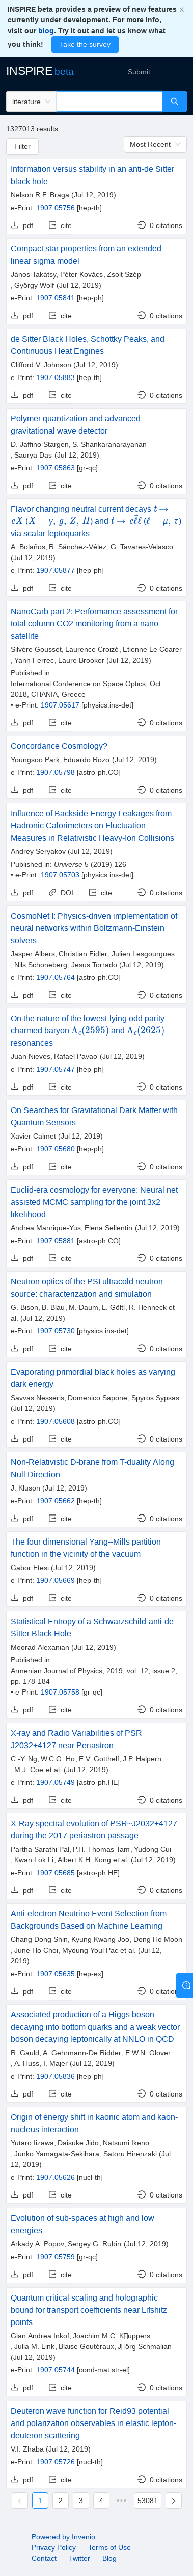 INSPIRE beta provides a preview of new features
currently under development. For more info,
visit our blog. Try it out and let us know what
you think! Take the survey
INSPIRE beta
Submit ···
literature
1327013 results
Filter
Most Recent
Information versus stability in an anti-de Sitter
black hole
Nelson R.F. Braga (Jul 12, 2019)
e-Print: 1907.05756 [hep-th]
pdf cite 0 citations
Compact star properties from an extended
linear sigma model
János Takátsy, Péter Kovács, Zsolt Szép
, György Wolf (Jul 12, 2019)
e-Print: 1907.05841 [hep-ph]
pdf cite 0 citations
de Sitter Black Holes, Schottky Peaks, and
Continuous Heat Engines
Clifford V. Johnson (Jul 12, 2019)
e-Print: 1907.05883 [hep-th]
pdf cite 0 citations
Polymer quantization and advanced
gravitational wave detector
D. Jaffino Stargen, S. Shankaranarayanan
, Saurya Das (Jul 12, 2019)
e-Print: 1907.05863 [gr-qc]
pdf cite 0 citations
Flavor changing neutral current decays t →
cX (X = γ, g, Z, H) and t → cℓ̄ℓ (ℓ = μ, τ)
via scalar leptoquarks
A. Bolaños, R. Sánchez-Vélez, G. Tavares-Velasco
(Jul 12, 2019)
e-Print: 1907.05877 [hep-ph]
pdf cite 0 citations
NanoCarb part 2: Performance assessment for
total column CO2 monitoring from a nano-
satellite
Silvère Gousset, Laurence Croizé, Etienne Le Coarer
, Yann Ferrec, Laure Brooker (Jul 12, 2019)
Published in:
International Conference on Space Optics, Oct
2018, CHANIA, Greece
• e-Print: 1907.05617 [physics.ins-det]
pdf cite 0 citations
Concordance Cosmology?
Youngsoo Park, Eduardo Rozo (Jul 12, 2019)
e-Print: 1907.05798 [astro-ph.CO]
pdf cite 0 citations
Influence of Backside Energy Leakages from
Hadronic Calorimeters on Fluctuation
Measures in Relativistic Heavy-Ion Collisions
Andrey Seryakov (Jul 12, 2019)
Published in: Universe 5 (2019) 126
• e-Print: 1907.05703 [physics.ins-det]
pdf DOI cite 0 citations
CosmoNet I: Physics-driven implementation of
neural networks within Boltzmann-Einstein
solvers
Jasper Albers, Christian Fidler, Julien Lesgourgues
, Nils Schöneberg, Jesus Torrado (Jul 12, 2019)
e-Print: 1907.05764 [astro-ph.CO]
pdf cite 0 citations
On the nature of the lowest-lying odd parity
charmed baryon Λc(2595) and Λc(2625)
resonances
Juan Nieves, Rafael Pavao (Jul 12, 2019)
e-Print: 1907.05747 [hep-ph]
pdf cite 0 citations
On Searches for Gravitational Dark Matter with
Quantum Sensors
Xavier Calmet (Jul 12, 2019)
e-Print: 1907.05680 [hep-ph]
pdf cite 0 citations
Euclid-era cosmology for everyone: Neural net
assisted MCMC sampling for the joint 3x2
likelihood
Andrea Manrique-Yus, Elena Sellentin (Jul 12, 2019)
e-Print: 1907.05881 [astro-ph.CO]
pdf cite 0 citations
Neutron optics of the PSI ultracold neutron
source: characterization and simulation
G. Bison, B. Blau, M. Daum, L. Göltl, R. Henneck et
al. (Jul 12, 2019)
e-Print: 1907.05730 [physics.ins-det]
pdf cite 0 citations
Evaporating primordial black holes as varying
dark energy
Savvas Nesseris, Domenico Sapone, Spyros Sypsas
(Jul 12, 2019)
e-Print: 1907.05608 [astro-ph.CO]
pdf cite 0 citations
Non-Relativistic D-brane from T-duality Along
Null Direction
J. Kluson (Jul 12, 2019)
e-Print: 1907.05662 [hep-th]
pdf cite 0 citations
The four dimensional Yang--Mills partition
function in the vicinity of the vacuum
Gabor Etesi (Jul 12, 2019)
e-Print: 1907.05669 [hep-th]
pdf cite 0 citations
Statistical Entropy of a Schwarzschild-anti-de
Sitter Black Hole
Moorad Alexanian (Jul 12, 2019)
Published in:
Armenian Journal of Physics, 2019, vol. 12, issue 2,
pp. 178-184
• e-Print: 1907.05758 [gr-qc]
pdf cite 0 citations
X-ray and Radio Variabilities of PSR
J2032+4127 near Periastron
C.-Y. Ng, W.C.G. Ho, E.V. Gotthelf, J.P. Halpern
, M.J. Coe et al. (Jul 12, 2019)
e-Print: 1907.05749 [astro-ph.HE]
pdf cite 0 citations
X-Ray spectral evolution of PSR~J2032+4127
during the 2017 periastron passage
Partha Sarathi Pal, P.H. Thomas Tam, Yudong Cui
, Kwan Lok Li, Albert K.H. Kong et al. (Jul 12, 2019)
e-Print: 1907.05685 [astro-ph.HE]
pdf cite 0 citations
Anti-electron Neutrino Event Selection from
Backgrounds Based on Machine Learning
Chang Dong Shin, Kyung Kwang Joo, Dong Ho Moon
, June Ho Choi, Myoung Youl Pac et al. (Jul 12,
2019)
e-Print: 1907.05635 [hep-ex]
pdf cite 0 citations
Associated production of a Higgs boson
decaying into bottom quarks and a weak vector
boson decaying leptonically at NNLO in QCD
R. Gauld, A. Gehrmann-De Ridder, E.W.N. Glover
, A. Huss, I. Majer (Jul 12, 2019)
e-Print: 1907.05836 [hep-ph]
pdf cite 0 citations
Origin of energy shift in kaonic atom and kaon-
nucleus interaction
Yutaro Iizawa, Daisuke Jido, Natsumi Ikeno
, Junko Yamagata-Sekihara, Satoru Hirenzaki (Jul
12, 2019)
e-Print: 1907.05626 [nucl-th]
pdf cite 0 citations
Evolution of sub-spaces at high and low
energies
Arkady A. Popov, Sergey G. Rubin (Jul 12, 2019)
e-Print: 1907.05759 [gr-qc]
pdf cite 0 citations
Quantum critical scaling and holographic
bound for transport coefficients near Lifshitz
points
Gian Andrea Inkof, Joachim M.C. K▯uppers
, Julia M. Link, Blaise Goutéraux, J▯örg Schmalian
(Jul 12, 2019)
e-Print: 1907.05744 [cond-mat.str-el]
pdf cite 0 citations
Deuteron wave function for Reid93 potential
and polarization observables in elastic lepton-
deuteron scattering
V.I. Zhaba (Jul 12, 2019)
e-Print: 1907.05726 [nucl-th]
pdf cite 0 citations
1 2 3 4 ••• 53081
Powered by Invenio
Privacy Policy Terms of Use
Contact Twitter Blog